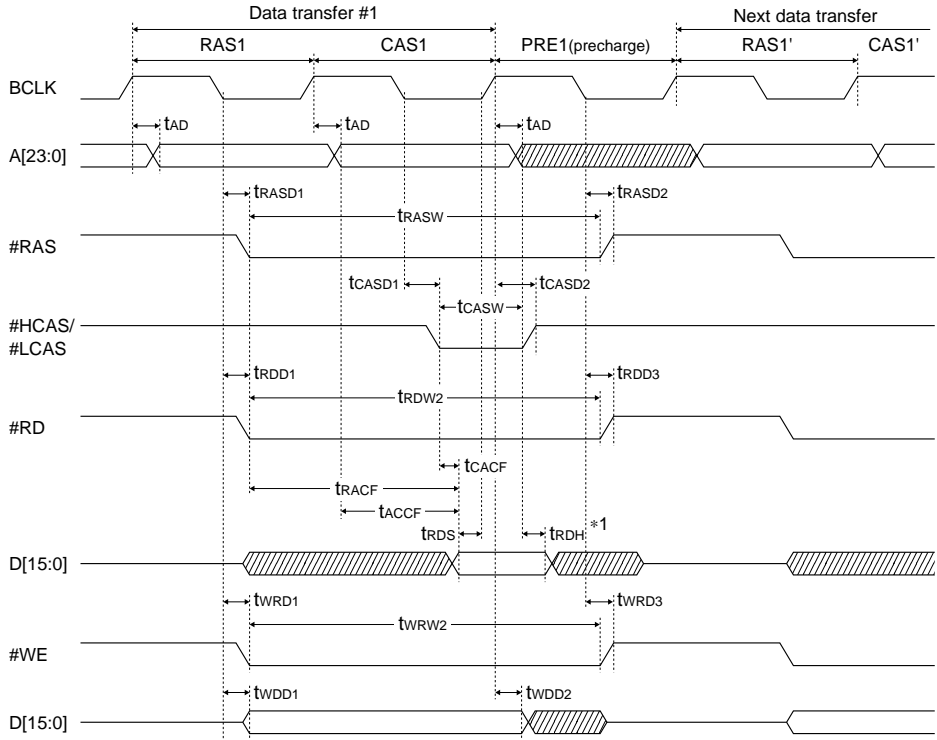 Data transfer #1 Next data transfer
RAS1 CAS1 PRE1(precharge) RAS1' CAS1'
BCLK
tAD tAD tAD
A[23:0]
tRASD1 tRASD2
tRASW
#RAS
tCASD1 tCASD2
tCASW
#HCAS/
#LCAS
tRDD1 tRDD3
tRDW2
#RD
tCACF
tRACF
tACCF
tRDS tRDH *1
D[15:0]
tWRD1 tWRD3
tWRW2
#WE
tWDD1 tWDD2
D[15:0]